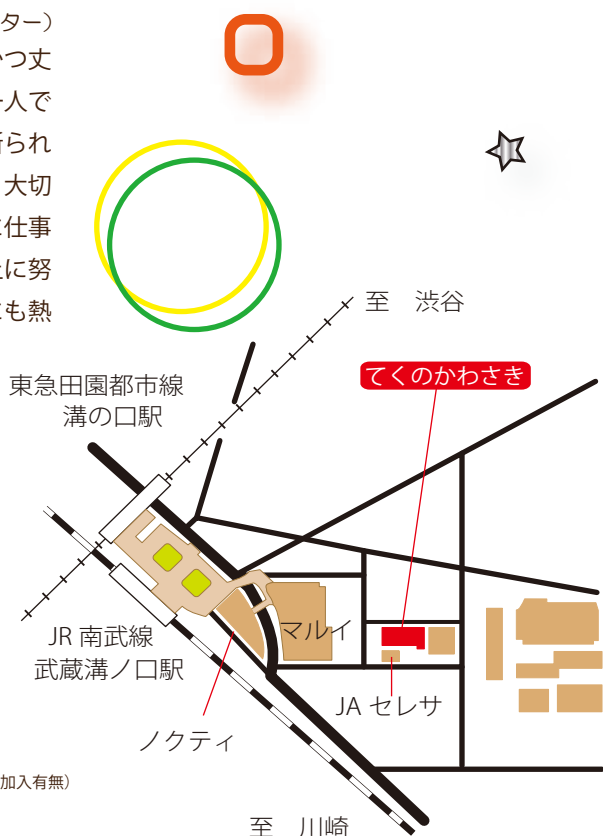 ター）
つ丈
一人で
られ
大切
仕事
に努
も熱
至　渋谷
てくのかわさき
東急田園都市線
溝の口駅
マルイ
JR 南武線
武蔵溝ノ口駅
JA セレサ
ノクティ
加入有無）
至　川崎